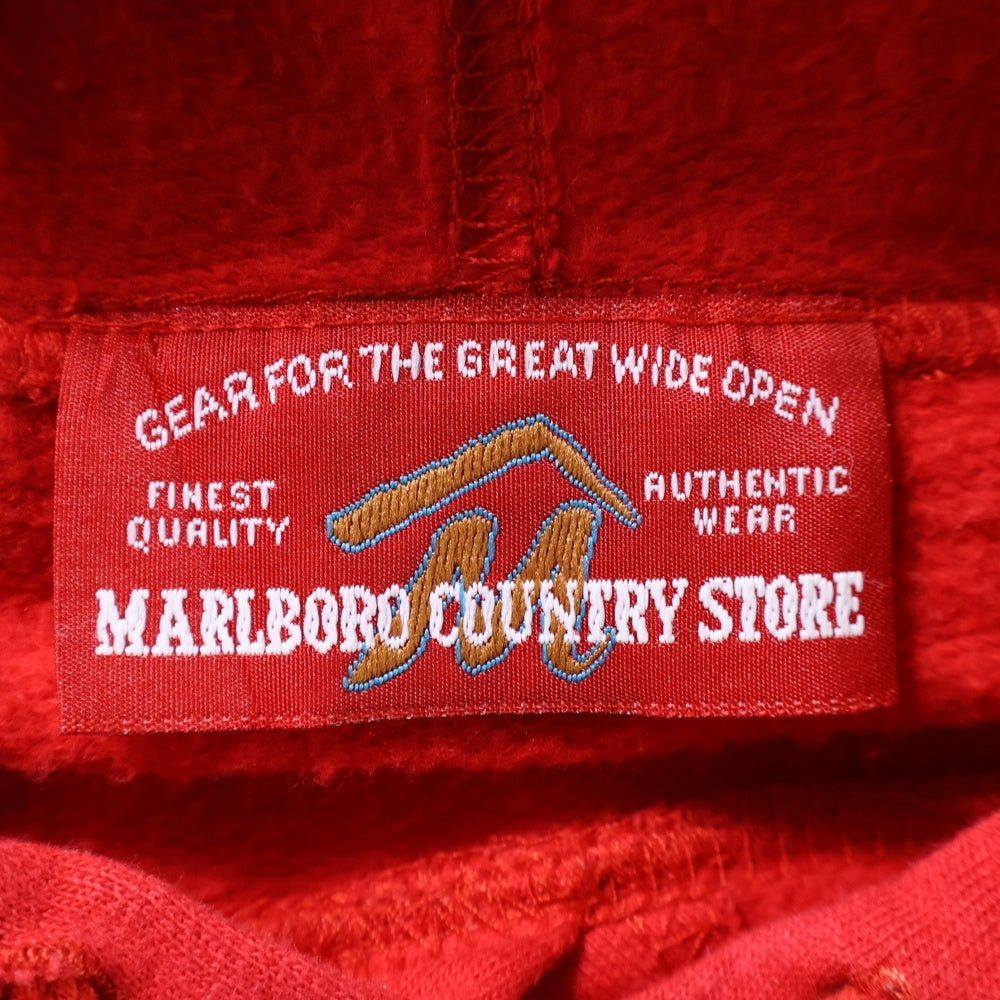 GEAR FOR THE GREAT WIDE OPEN
FINEST
QUALITY
AUTHENTIC
WEAR
MARLBORO COUNTRY STORE